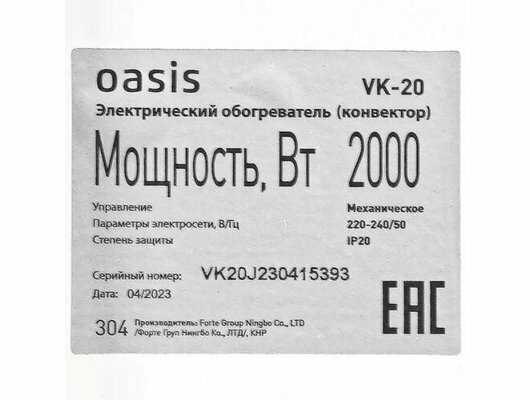 oasis VK-20
Электрический обогреватель (конвектор)
Мощность, Вт 2000
Управление Механическое
Параметры электросети, В/Гц 220-240/50
Степень защиты IP20
Серийный номер: VK20J230415393
Дата: 04/2023
EAC
304 Производитель: Forte Group Ningbo Co., LTD
/Форте Груп Нингбо Ко., ЛТД/, КНР